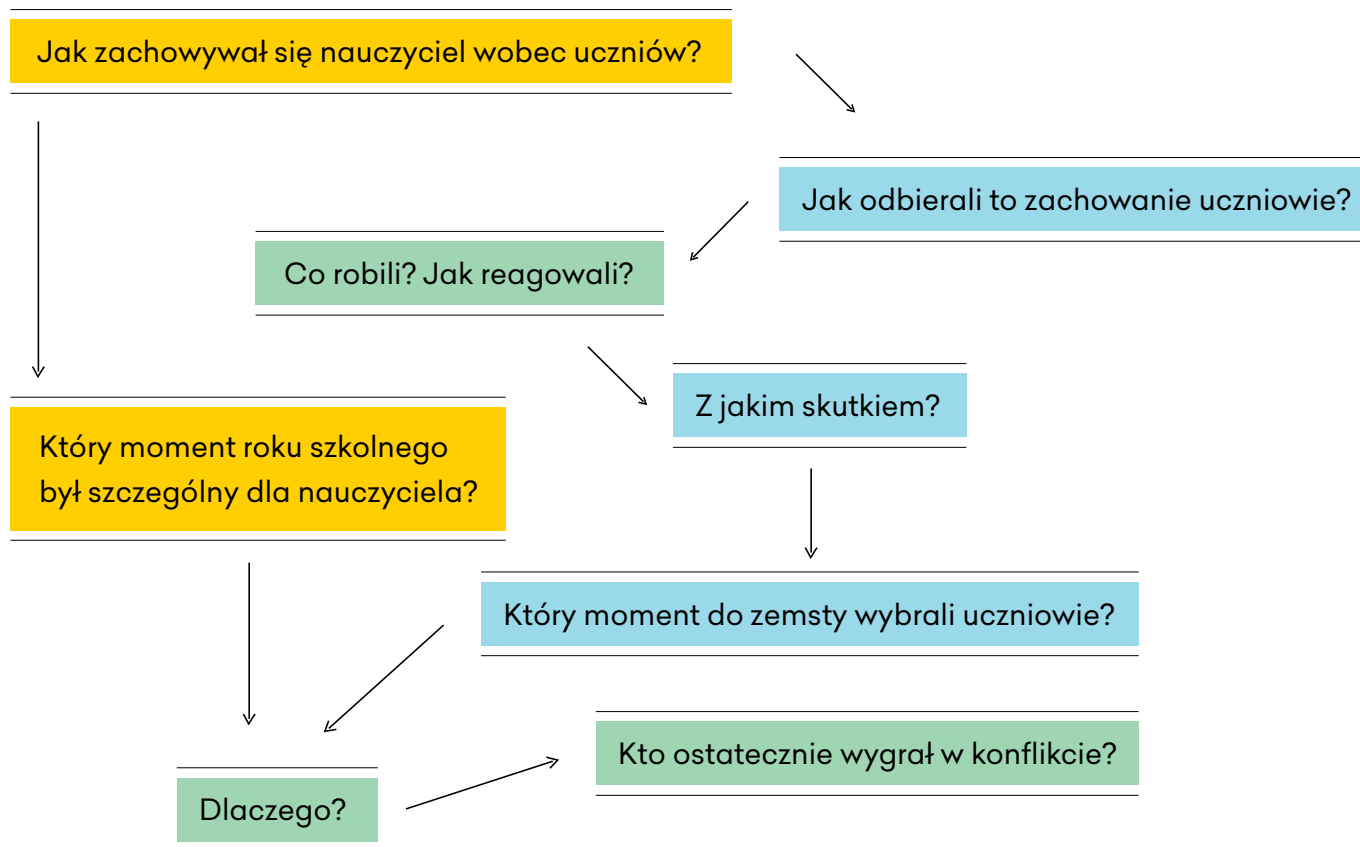 Jak zachowywał się nauczyciel wobec uczniów?
Jak odbierali to zachowanie uczniowie?
Co robili? Jak reagowali?
Z jakim skutkiem?
Który moment roku szkolnego
był szczególny dla nauczyciela?
Który moment do zemsty wybrali uczniowie?
Kto ostatecznie wygrał w konflikcie?
Dlaczego?